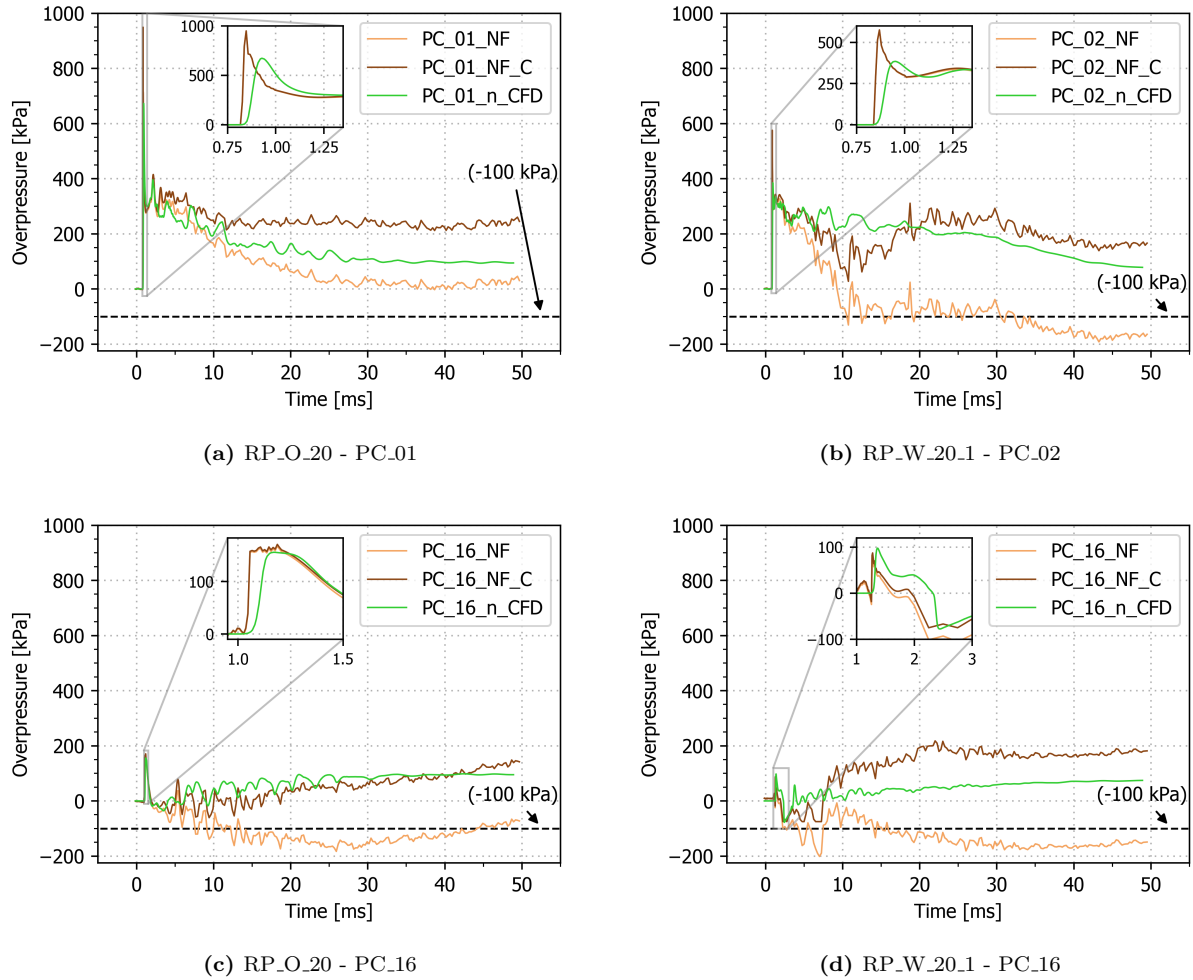 1000
800
600
400
200
0
−200
Overpressure [kPa]
0 10 20 30 40 50
Time [ms]
1000
500
0
0.75 1.00 1.25
PC_01_NF
PC_01_NF_C
PC_01_n_CFD
(-100 kPa)
(a) RP_O_20 - PC_01
1000
800
600
400
200
0
−200
Overpressure [kPa]
0 10 20 30 40 50
Time [ms]
500
250
0
0.75 1.00 1.25
PC_02_NF
PC_02_NF_C
PC_02_n_CFD
(-100 kPa)
(b) RP_W_20_1 - PC_02
1000
800
600
400
200
0
−200
Overpressure [kPa]
0 10 20 30 40 50
Time [ms]
100
0
1.0 1.5
PC_16_NF
PC_16_NF_C
PC_16_n_CFD
(-100 kPa)
(c) RP_O_20 - PC_16
1000
800
600
400
200
0
−200
Overpressure [kPa]
0 10 20 30 40 50
Time [ms]
100
0
−100
1 2 3
PC_16_NF
PC_16_NF_C
PC_16_n_CFD
(-100 kPa)
(d) RP_W_20_1 - PC_16